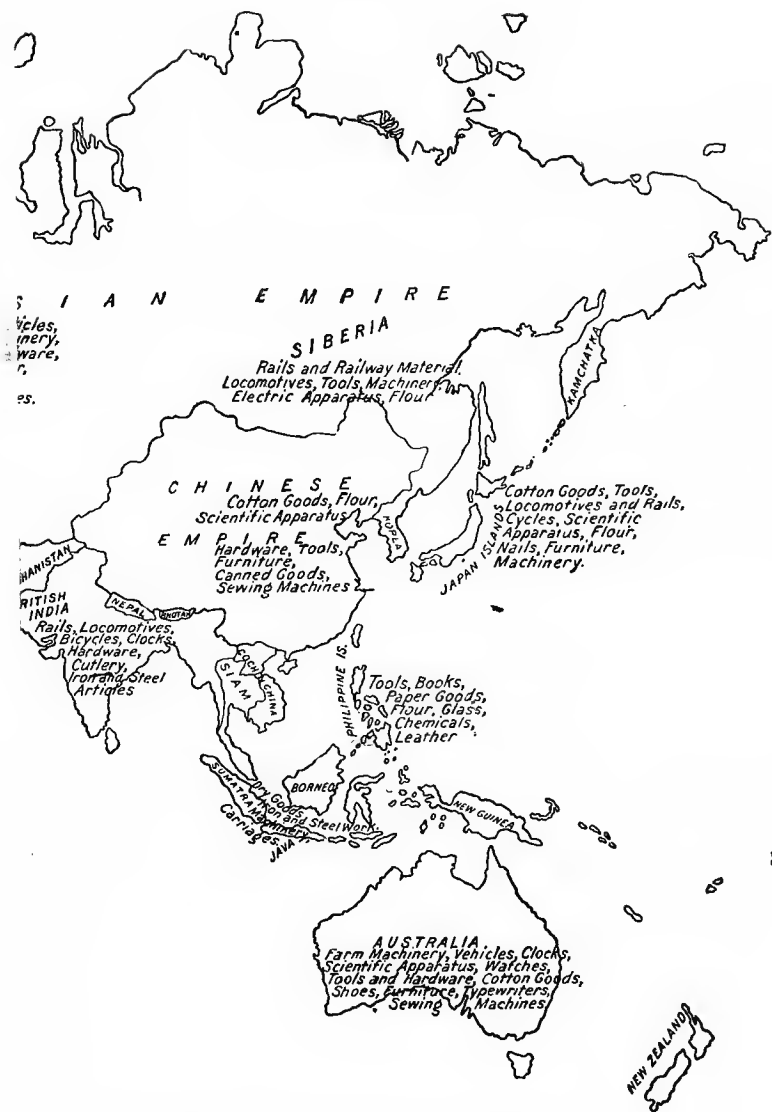 SIAN EMPIRE
icles,
inery,
ware,
r,
es.
SIBERIA
Rails and Railway Material,
Locomotives, Tools, Machinery,
Electric Apparatus, Flour
KAMCHATKA
CHINESE
Cotton Goods, Flour,
Scientific Apparatus
EMPIRE
Hardware, Tools,
Furniture,
Canned Goods,
Sewing Machines
KOPLA
JAPAN ISLANDS
Cotton Goods, Tools,
Locomotives and Rails,
Cycles, Scientific
Apparatus, Flour,
Nails, Furniture,
Machinery.
HANISTAN
RITISH
INDIA
NEPAL
BHUTAN
Rails, Locomotives,
Bicycles, Clocks,
Hardware,
Cutlery,
Iron and Steel
Articles
SIAM
COCHIN CHINA
PHILIPPINE IS.
Tools, Books,
Paper Goods,
Flour, Glass,
Chemicals,
Leather
SUMATRA
BORNEO
Dry Goods,
Iron and Steel Work,
Machinery,
Carriages.
JAVA
NEW GUINEA
AUSTRALIA.
Farm Machinery, Vehicles, Clocks,
Scientific Apparatus, Watches,
Tools and Hardware, Cotton Goods,
Shoes, Furniture, Typewriters,
Sewing Machines
NEW ZEALAND